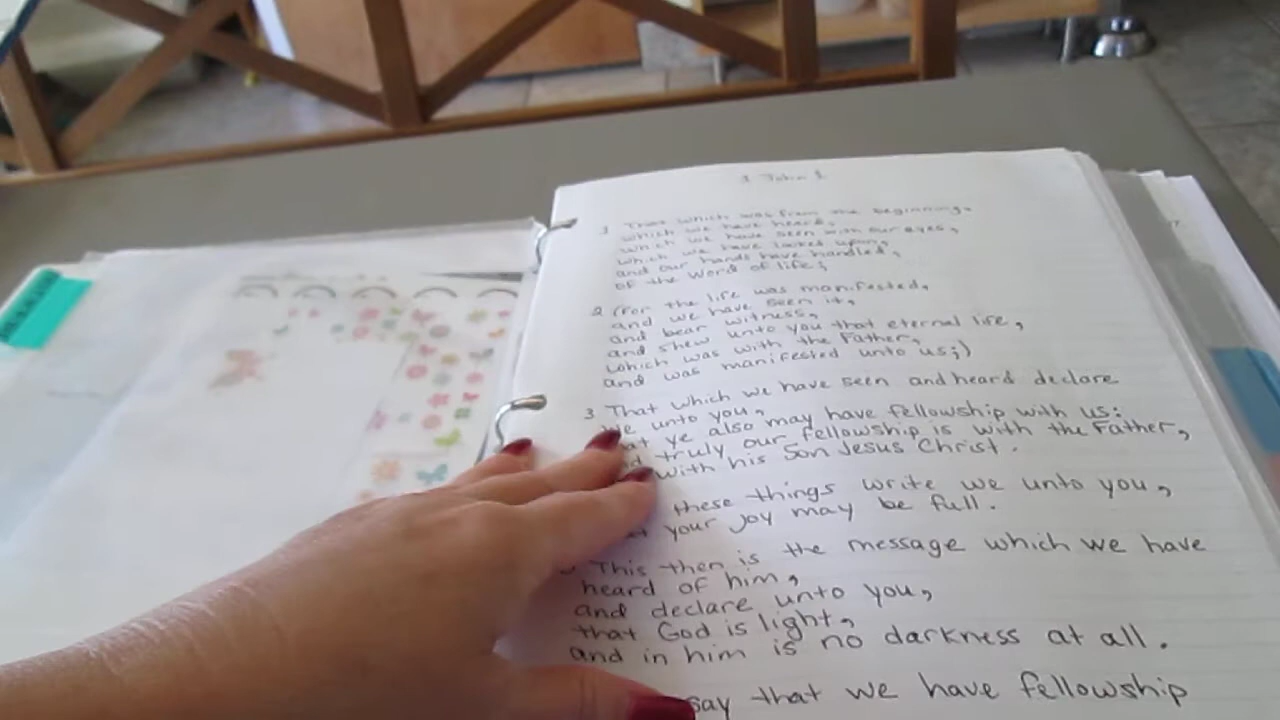 1 John 1
1 That which was from the beginning,
which we have heard,
which we have seen with our eyes,
which we have looked upon,
and our hands have handled,
of the Word of life;
2 (For the life was manifested,
and we have seen it,
and bear witness,
and shew unto you that eternal life,
which was with the Father,
and was manifested unto us;)
3 That which we have seen and heard declare
we unto you,
ye also may have fellowship with us:
truly our fellowship is with the Father,
with his Son Jesus Christ.
these things write we unto you,
your joy may be full.
This then is the message which we have
heard of him,
and declare unto you,
that God is light,
and in him is no darkness at all.
say that we have fellowship